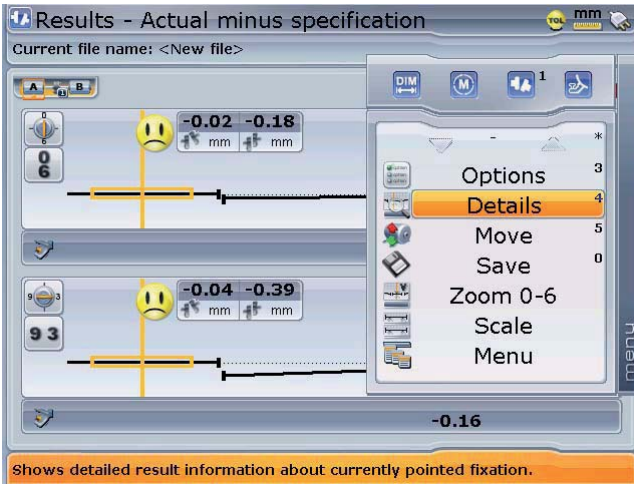 Results - Actual minus specification
TOL mm
Current file name: <New file>
A B
DIM M 1
0
6
-0.02 -0.18
mm mm
- *
Options 3
Details 4
Move 5
Save 0
Zoom 0-6
Scale
Menu
menu
9 3
9 3
-0.04 -0.39
mm mm
-0.16
Shows detailed result information about currently pointed fixation.